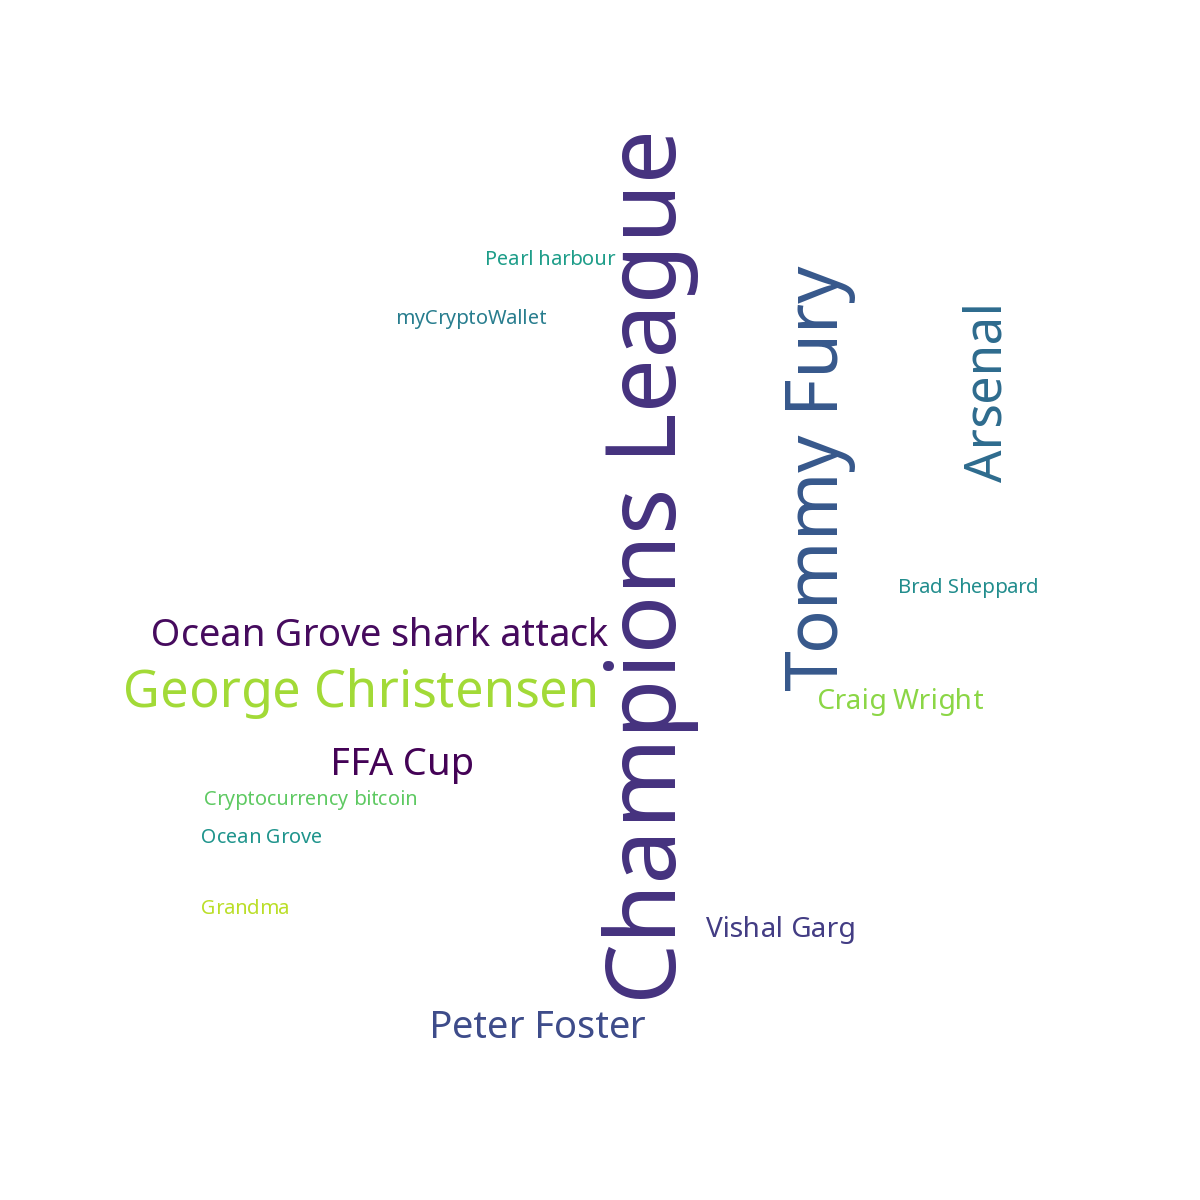 Champions League
Pearl harbour
Tommy Fury
myCryptoWallet
Arsenal
Brad Sheppard
Ocean Grove shark attack
George Christensen
Craig Wright
FFA Cup
Cryptocurrency bitcoin
Ocean Grove
Grandma
Vishal Garg
Peter Foster